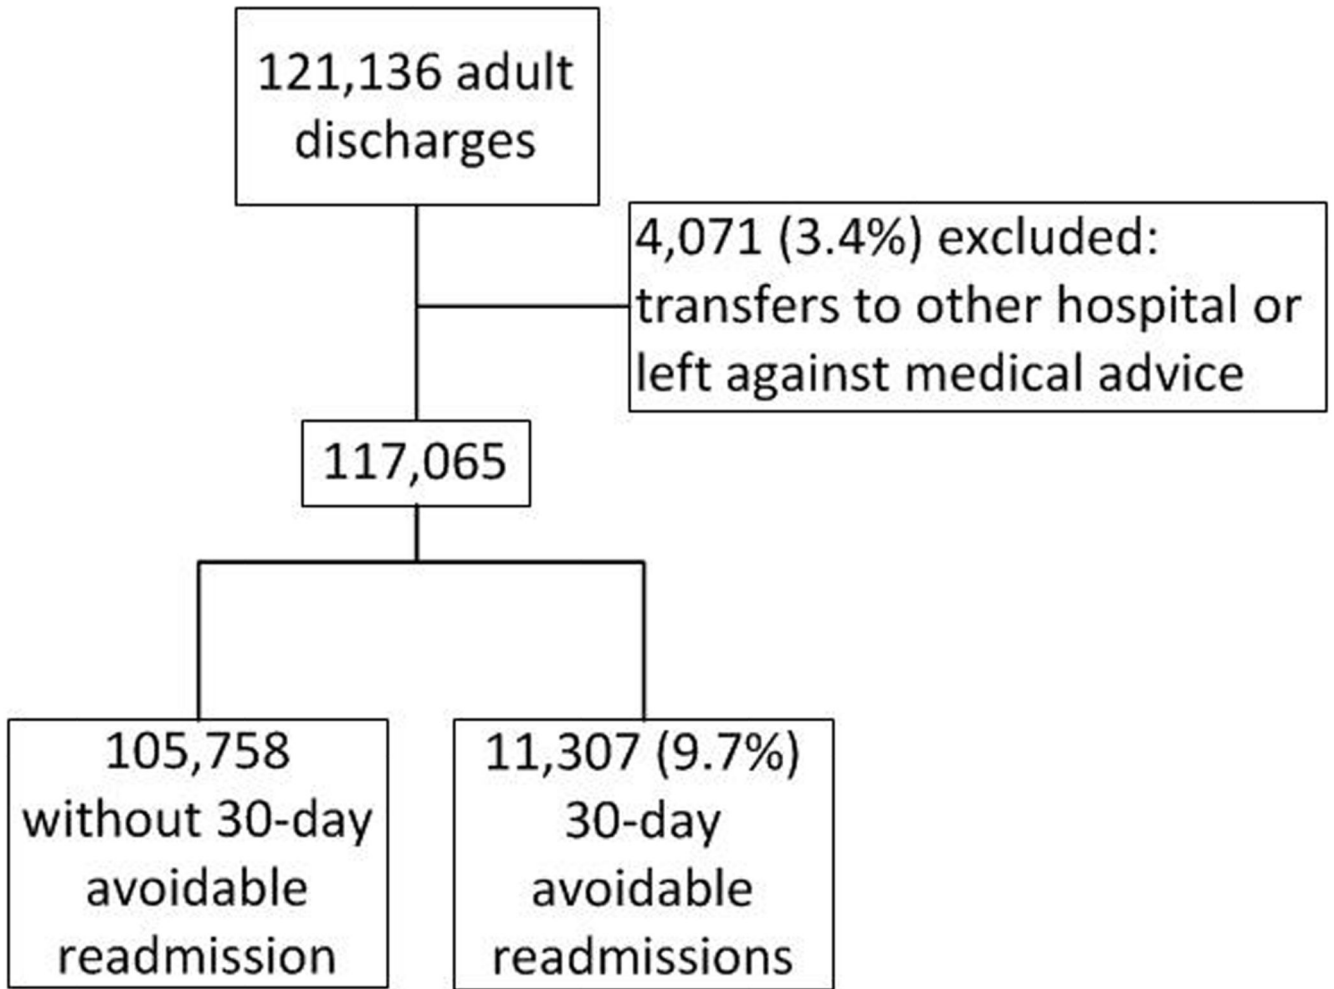 121,136 adult
discharges
4,071 (3.4%) excluded:
transfers to other hospital or
left against medical advice
117,065
105,758
without 30-day
avoidable
readmission
11,307 (9.7%)
30-day
avoidable
readmissions